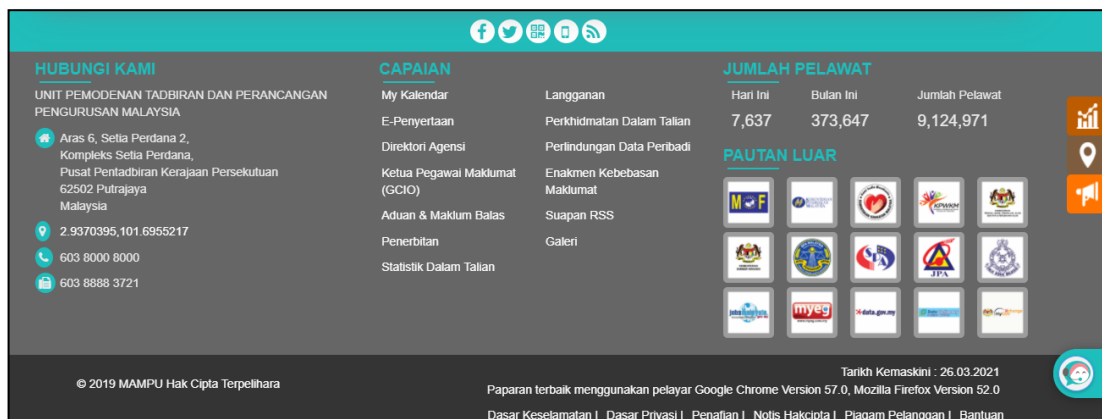 HUBUNGI KAMI
UNIT PEMODENAN TADBIRAN DAN PERANCANGAN
PENGURUSAN MALAYSIA
Aras 6, Setia Perdana 2,
Kompleks Setia Perdana,
Pusat Pentadbiran Kerajaan Persekutuan
62502 Putrajaya
Malaysia
2.9370395,101.6955217
603 8000 8000
603 8888 3721
CAPAIAN
My Kalendar
E-Penyertaan
Direktori Agensi
Ketua Pegawai Maklumat
(GCIO)
Aduan & Maklum Balas
Penerbitan
Statistik Dalam Talian
Langganan
Perkhidmatan Dalam Talian
Perlindungan Data Peribadi
Enakmen Kebebasan
Maklumat
Suapan RSS
Galeri
JUMLAH PELAWAT
Hari Ini Bulan Ini Jumlah Pelawat
7,637 373,647 9,124,971
PAUTAN LUAR
MOF
KPWKM
SPA
JPA
myeg
data.gov.my
© 2019 MAMPU Hak Cipta Terpelihara
Tarikh Kemaskini : 26.03.2021
Paparan terbaik menggunakan pelayar Google Chrome Version 57.0, Mozilla Firefox Version 52.0
Dasar Keselamatan | Dasar Privasi | Penafian | Notis Hakcipta | Piagam Pelanggan | Bantuan